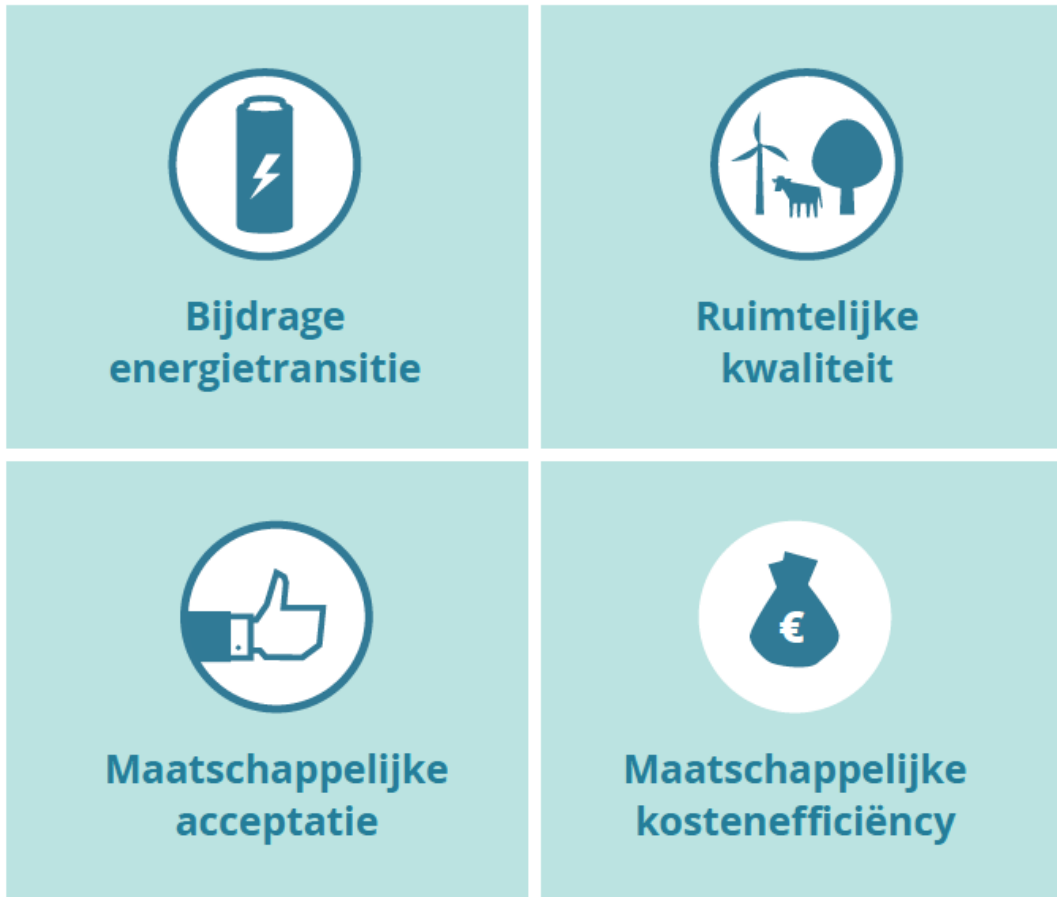 Bijdrage
energietransitie
Ruimtelijke
kwaliteit
Maatschappelijke
acceptatie
€
Maatschappelijke
kostenefficiëncy